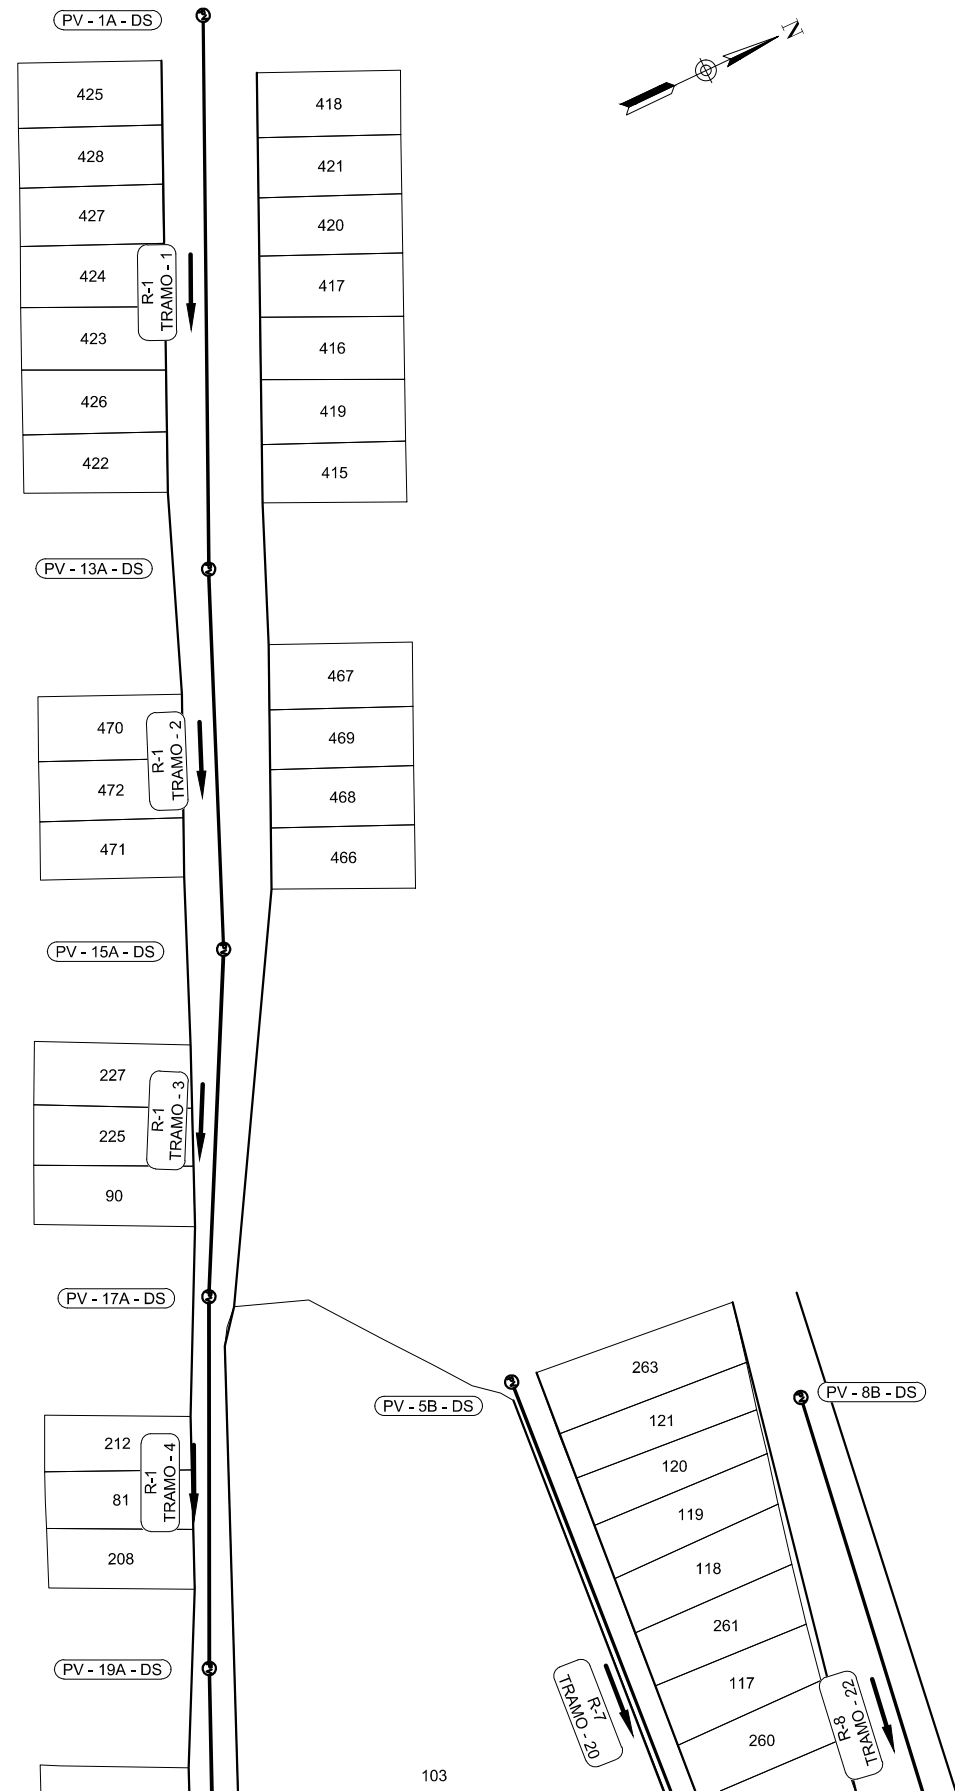 PV - 1A - DS
N
425
418
428
421
427
420
424
417
R-1
TRAMO - 1
423
416
426
419
422
415
PV - 13A - DS
467
470
469
R-1
TRAMO - 2
472
468
471
466
PV - 15A - DS
227
R-1
TRAMO - 3
225
90
PV - 17A - DS
263
PV - 5B - DS
PV - 8B - DS
121
212
120
R-1
TRAMO - 4
81
119
208
118
261
PV - 19A - DS
117
R-7
TRAMO - 20
R-8
TRAMO - 22
260
103